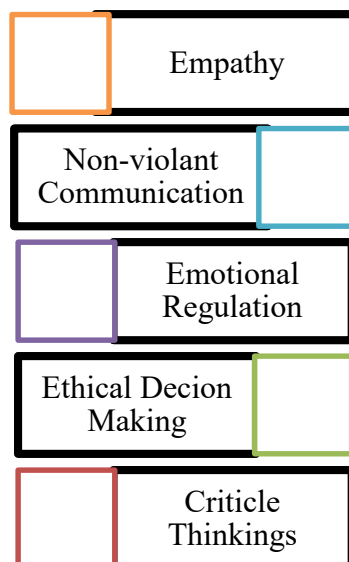 Empathy
Non-violant
Communication
Emotional
Regulation
Ethical Decion
Making
Criticle
Thinkings